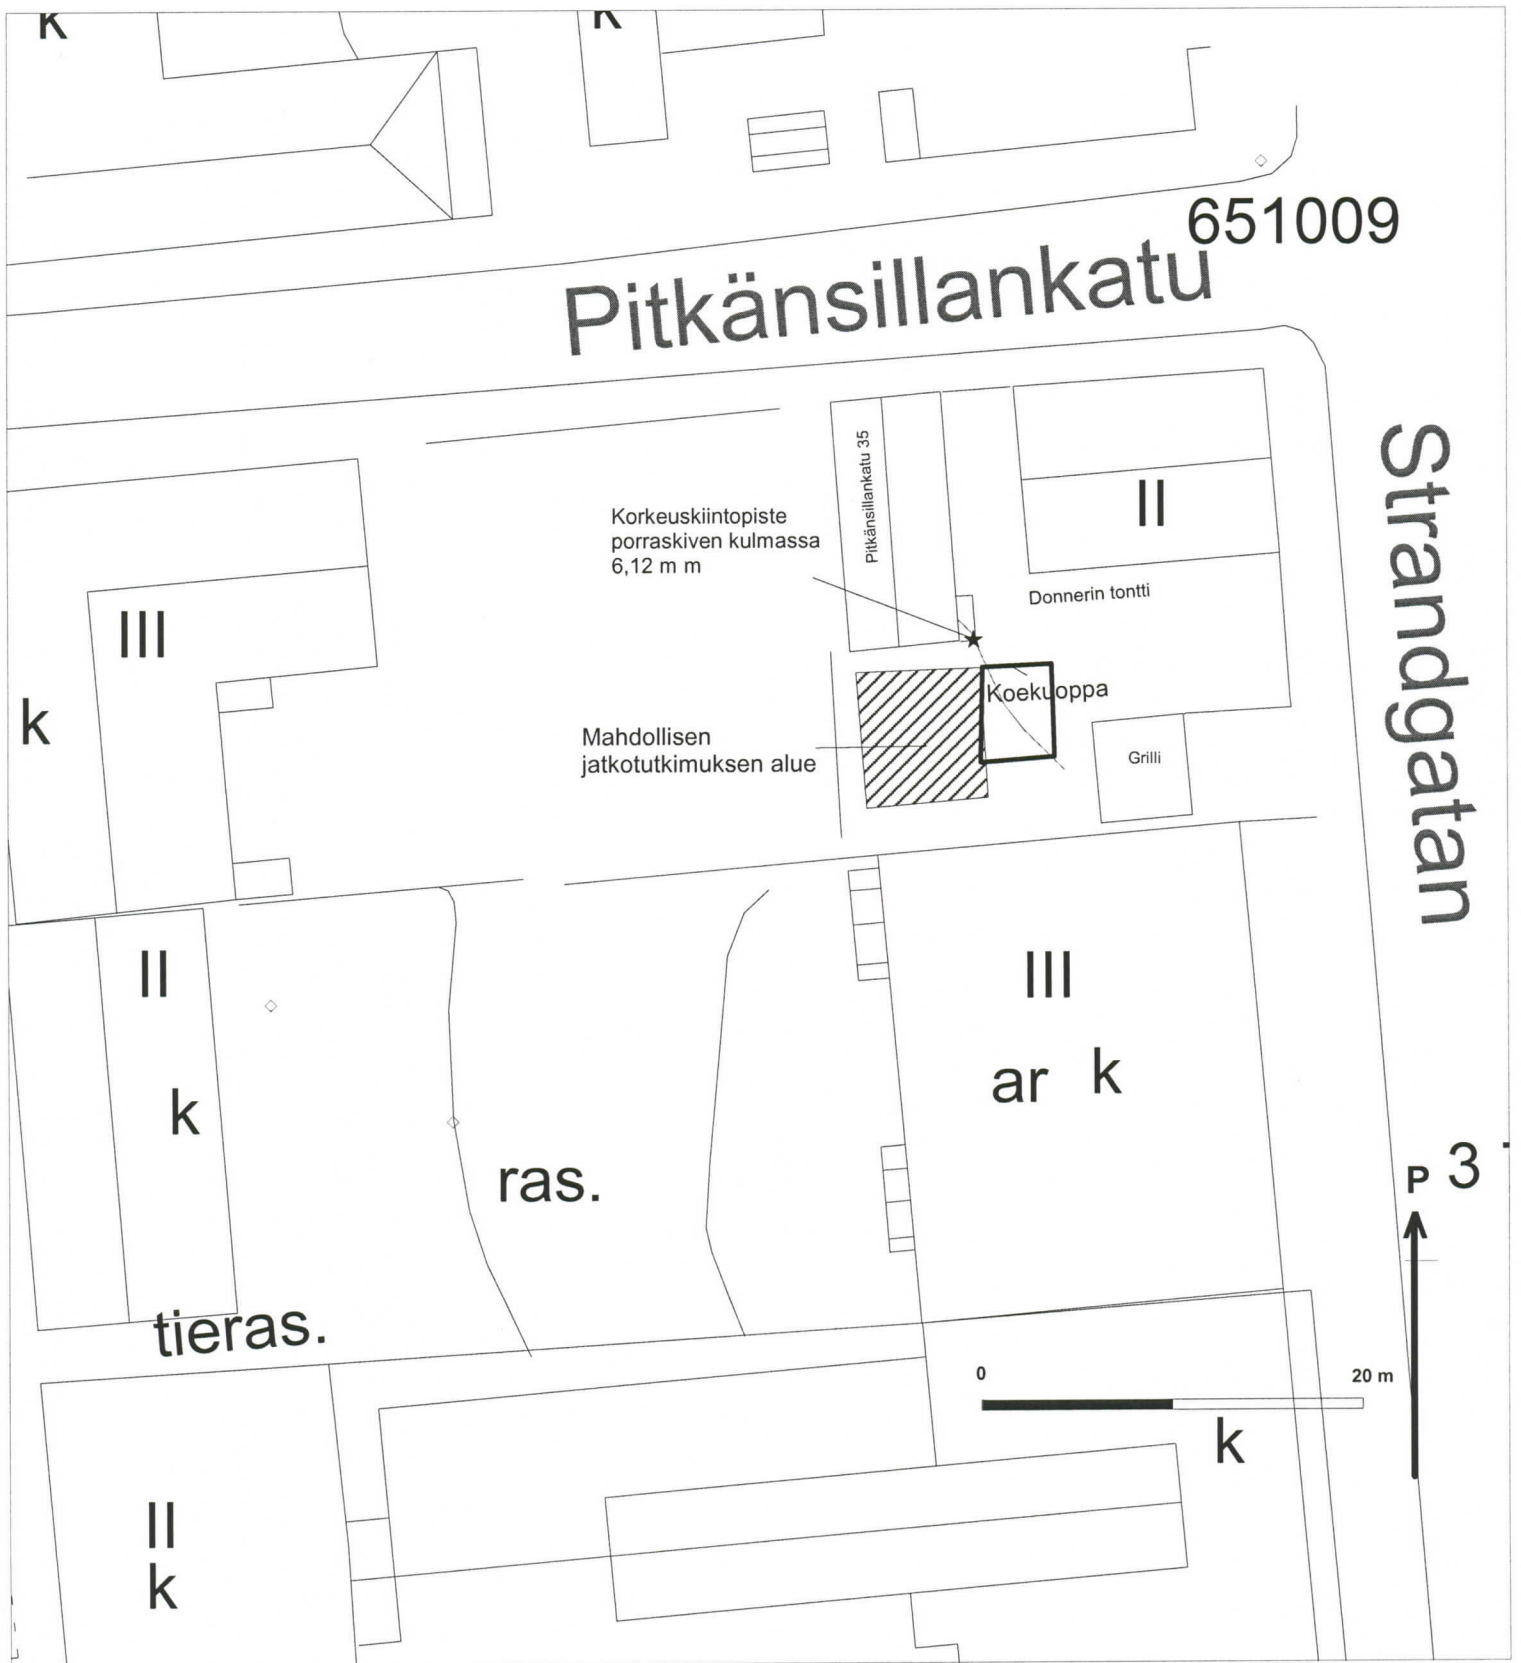 k
k
651009
Pitkänsillankatu
Strandgatan
Pitkänsillankatu 35
II
Korkeuskiintopiste
porraskiven kulmassa
6,12 m m
Donnerin tontti
III
k
Koekuoppa
Mahdollisen
jatkotutkimuksen alue
Grilli
II
k
III
ar k
ras.
P 3
tieras.
0 20 m
k
II
k